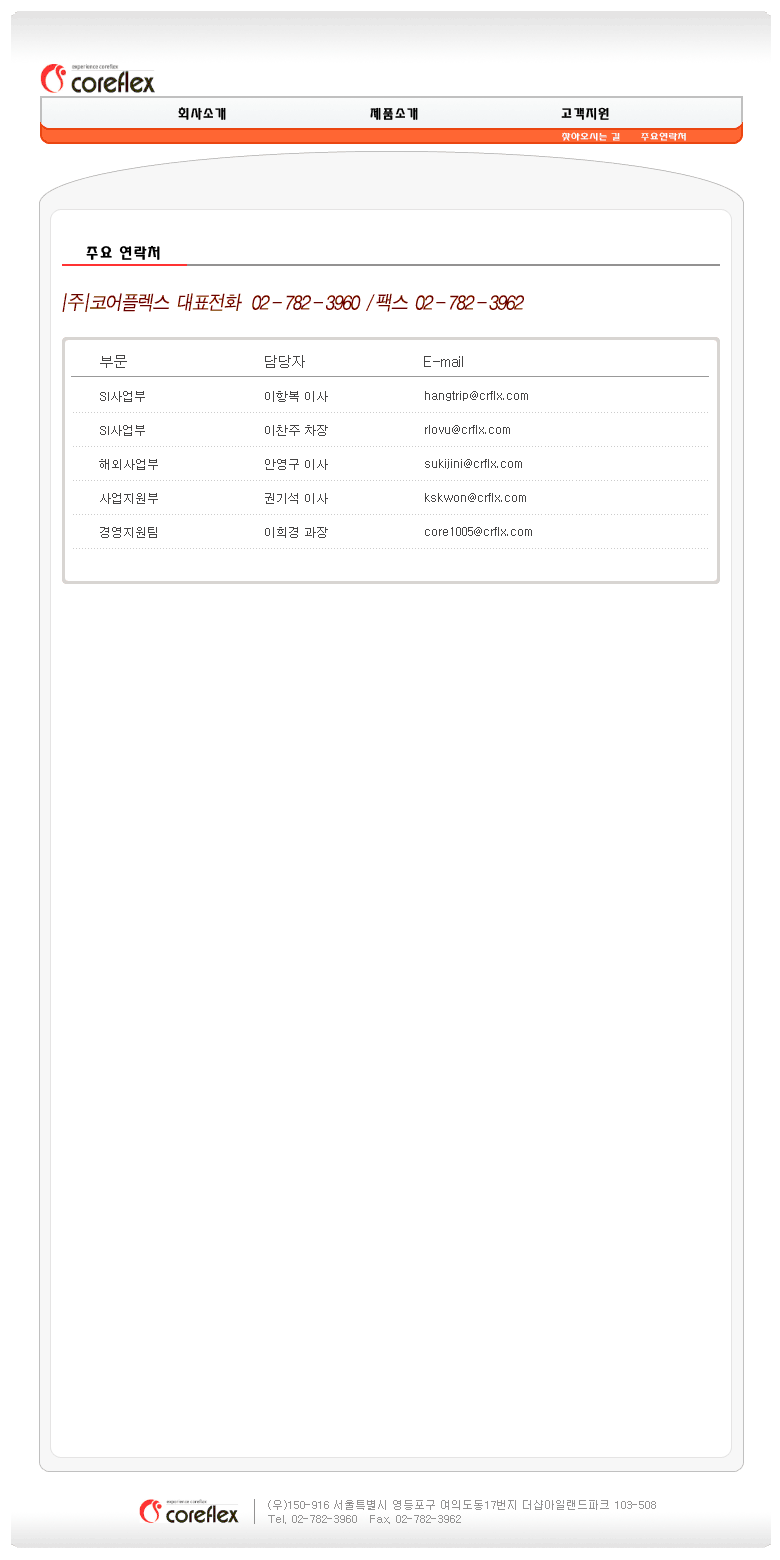 experience coreflex
coreflex
회사소개 제품소개 고객지원
찾아오시는 길 주요연락처
주요 연락처
|주|코어플렉스 대표전화 02-782-3960 / 팩스 02-782-3962
부문 담당자 E-mail
SI사업부 이항복 이사 hangtrip@crflx.com
SI사업부 이찬주 차장 rlovu@crflx.com
해외사업부 안영구 이사 sukijini@crflx.com
사업지원부 권기석 이사 kskwon@crflx.com
경영지원팀 이희경 과장 core1005@crflx.com
experience coreflex
coreflex
(우)150-916 서울특별시 영등포구 여의도동17번지 더샵아일랜드파크 103-508
Tel, 02-782-3960 Fax, 02-782-3962